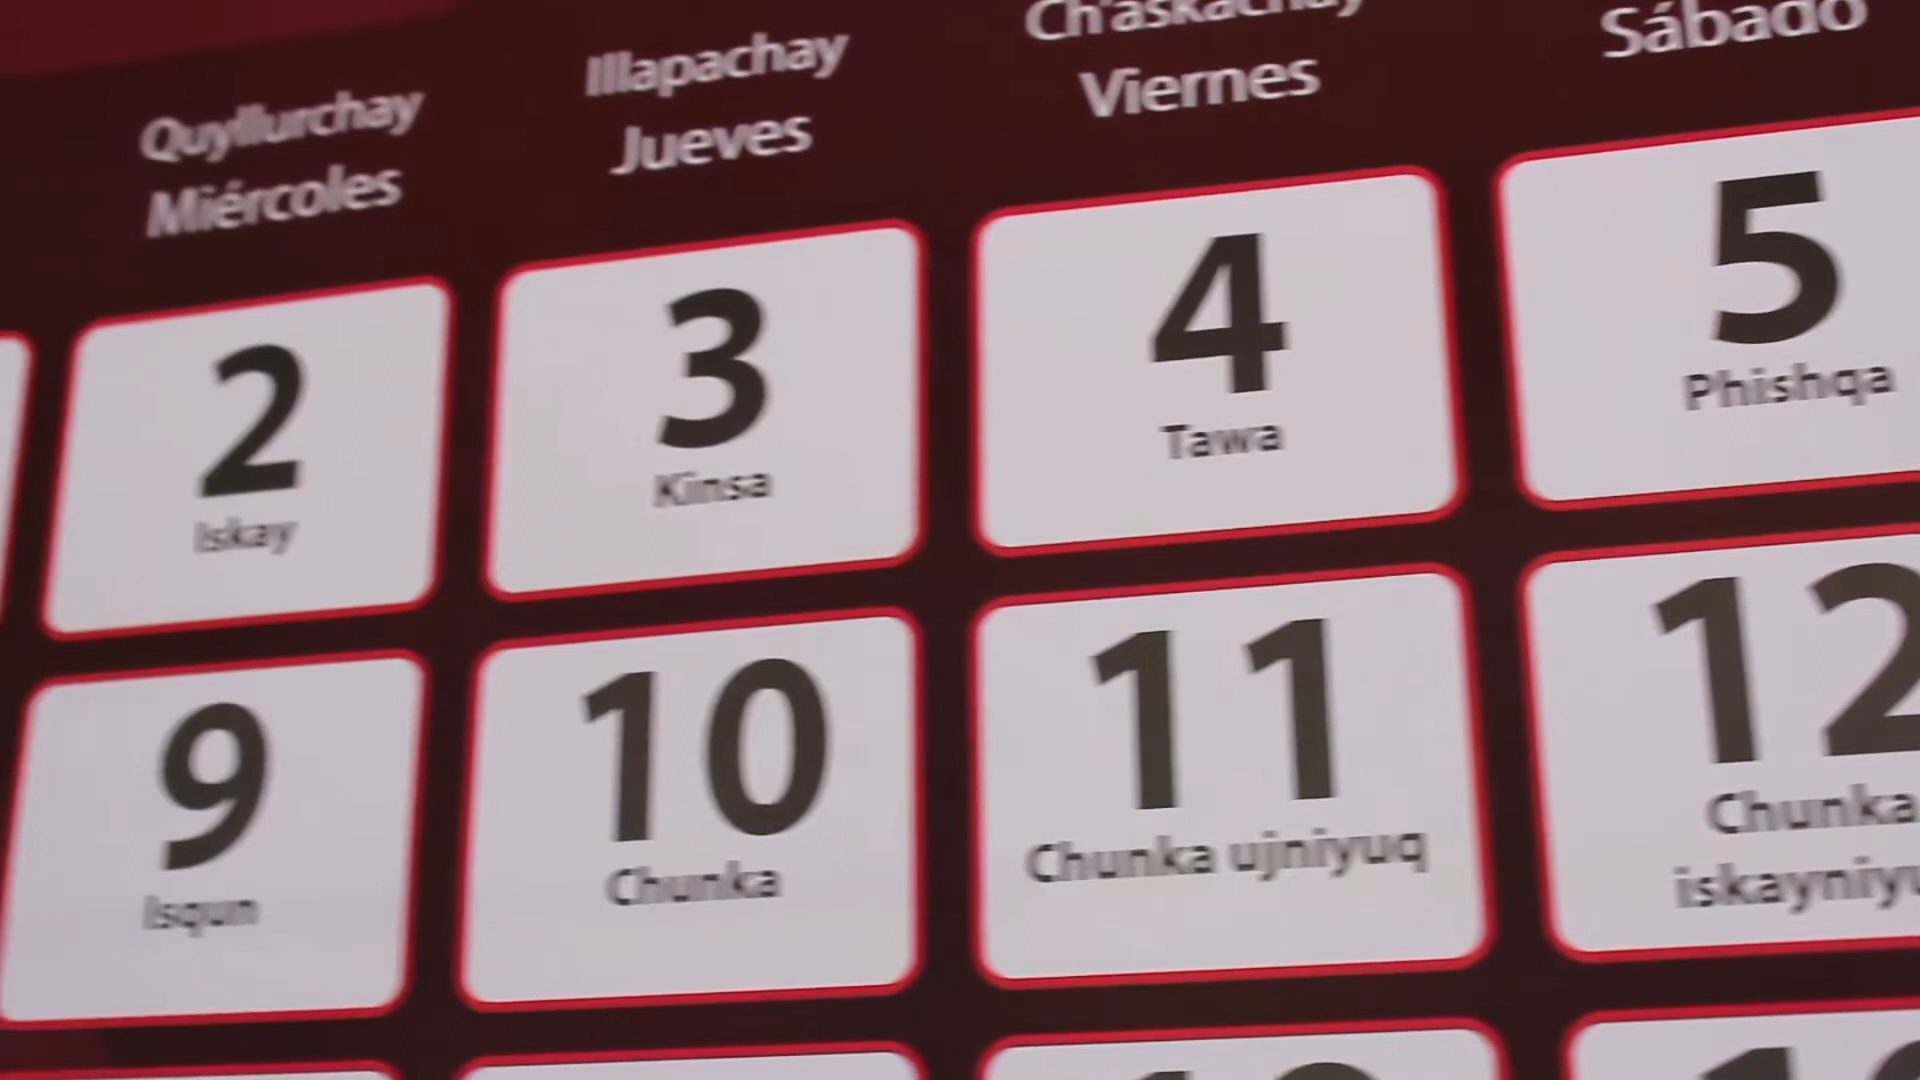 Quyllurchay
Miércoles
Illapachay
Jueves
Ch'askachay
Viernes
Sábado
2
Iskay
3
Kinsa
4
Tawa
5
Phishqa
9
Isqun
10
Chunka
11
Chunka ujniyuq
12
Chunka